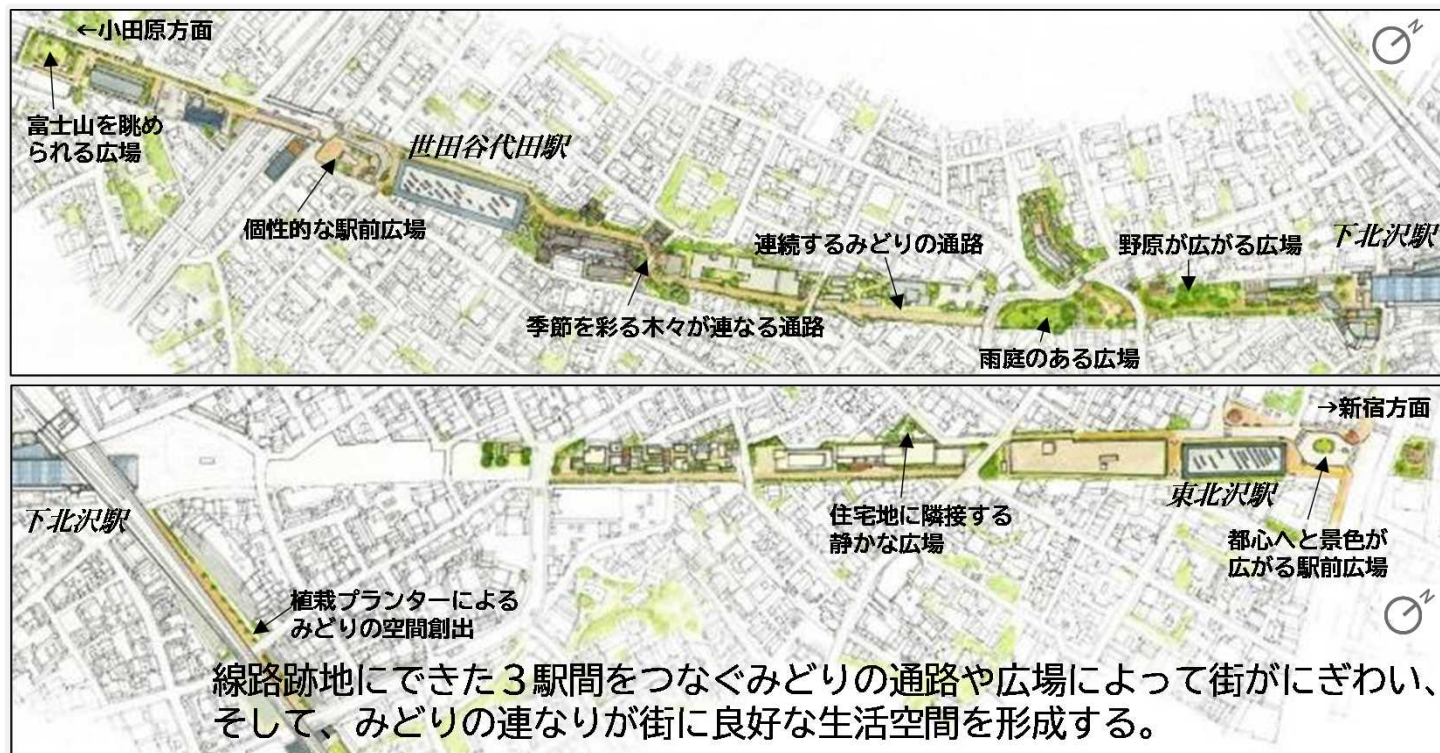 ←小田原方面
N
富士山を眺め
られる広場
世田谷代田駅
個性的な駅前広場
連続するみどりの通路
野原が広がる広場
下北沢駅
季節を彩る木々が連なる通路
雨庭のある広場
→新宿方面
下北沢駅
東北沢駅
住宅地に隣接する
静かな広場
都心へと景色が
広がる駅前広場
植栽プランターによる
みどりの空間創出
N
線路跡地にできた３駅間をつなぐみどりの通路や広場によって街がにぎわい、
そして、みどりの連なりが街に良好な生活空間を形成する。